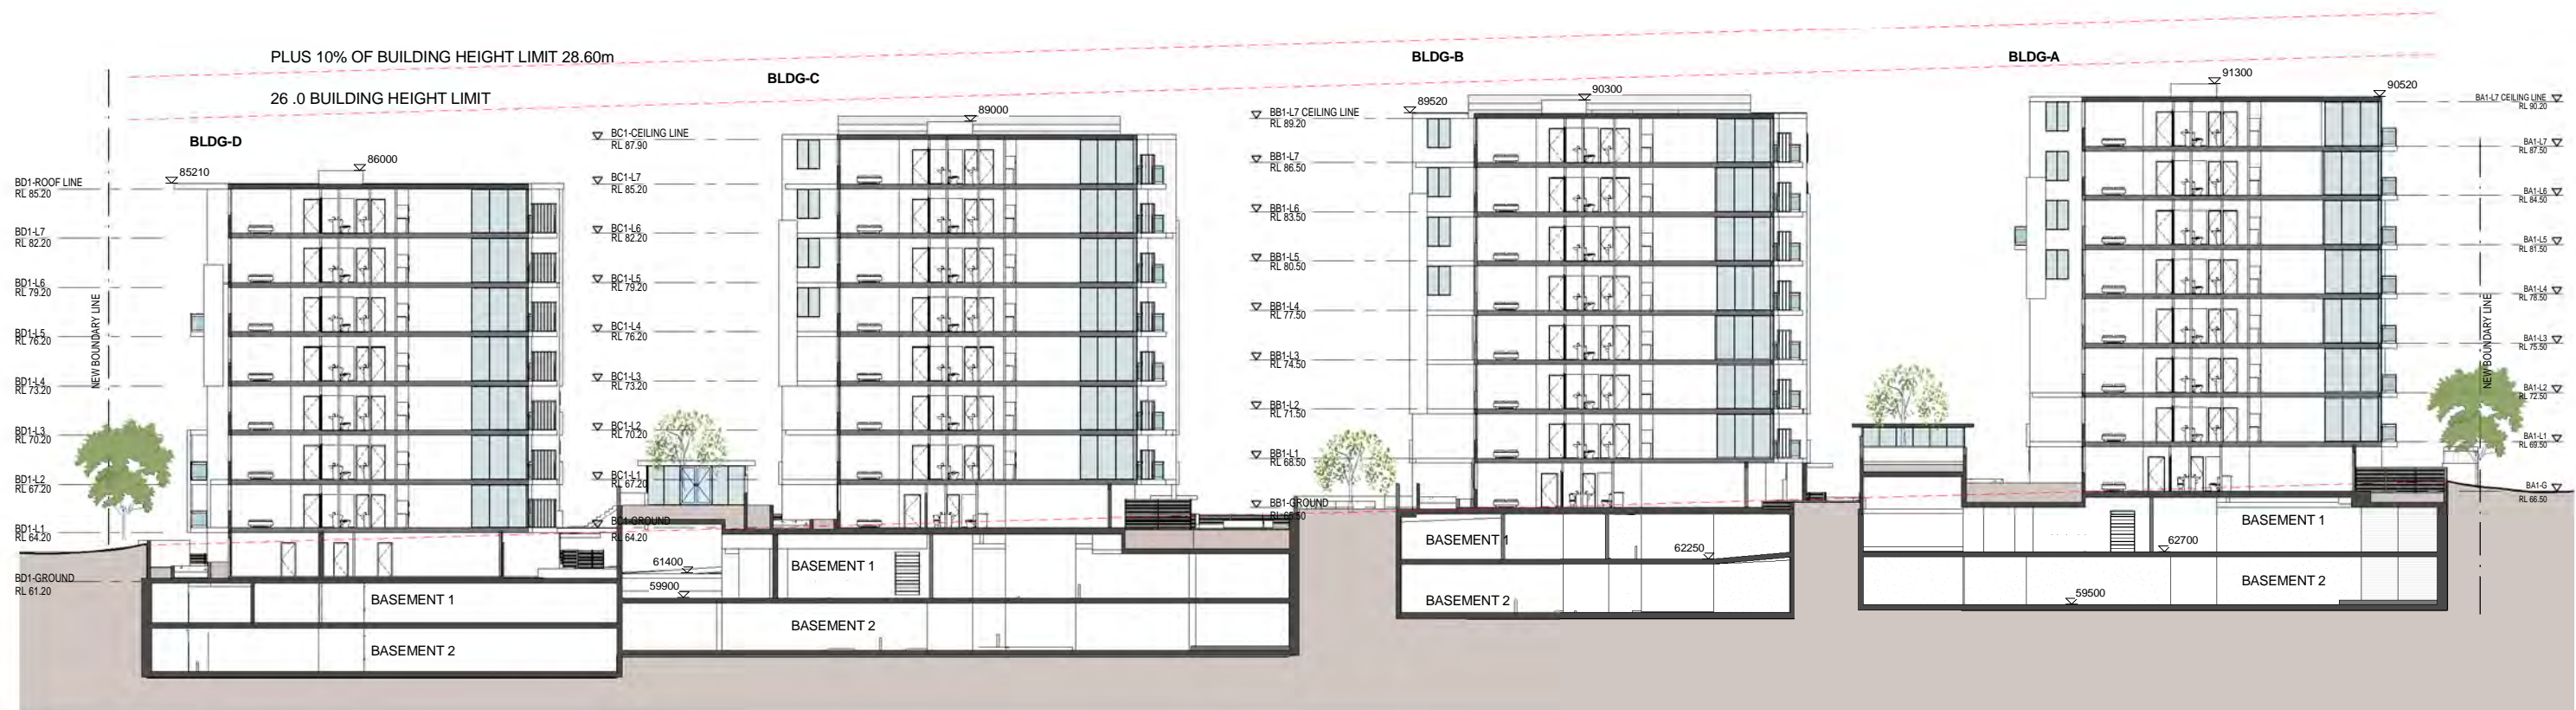 PLUS 10% OF BUILDING HEIGHT LIMIT 28.60m
26 .0 BUILDING HEIGHT LIMIT
BLDG-D
85210
86000
BD1-ROOF LINE
RL 85.20
BD1-L7
RL 82.20
BD1-L6
RL 79.20
BD1-L5
RL 76.20
BD1-L4
RL 73.20
BD1-L3
RL 70.20
BD1-L2
RL 67.20
BD1-L1
RL 64.20
BD1-GROUND
RL 61.20
NEW BOUNDARY LINE
BASEMENT 1
BASEMENT 2
BLDG-C
89000
BC1-CEILING LINE
RL 87.90
BC1-L7
RL 85.20
BC1-L6
RL 82.20
BC1-L5
RL 79.20
BC1-L4
RL 76.20
BC1-L3
RL 73.20
BC1-L2
RL 70.20
BC1-L1
RL 67.20
BC1-GROUND
RL 64.20
61400
59900
BASEMENT 1
BASEMENT 2
BLDG-B
89520
90300
BB1-L7 CEILING LINE
RL 89.20
BB1-L7
RL 86.50
BB1-L6
RL 83.50
BB1-L5
RL 80.50
BB1-L4
RL 77.50
BB1-L3
RL 74.50
BB1-L2
RL 71.50
BB1-L1
RL 68.50
BB1-GROUND
RL 65.50
BASEMENT 1
62250
BASEMENT 2
BLDG-A
91300
90520
BA1-L7 CEILING LINE
RL 90.20
BA1-L7
RL 87.50
BA1-L6
RL 84.50
BA1-L5
RL 81.50
BA1-L4
RL 78.50
BA1-L3
RL 75.50
BA1-L2
RL 72.50
BA1-L1
RL 69.50
BA1-G
RL 66.50
NEW BOUNDARY LINE
BASEMENT 1
62700
BASEMENT 2
59500